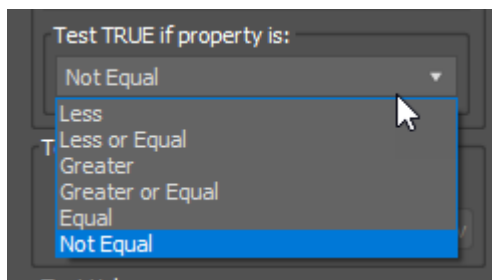 Test TRUE if property is:
Not Equal
Less
Less or Equal
Greater
Greater or Equal
Equal
Not Equal